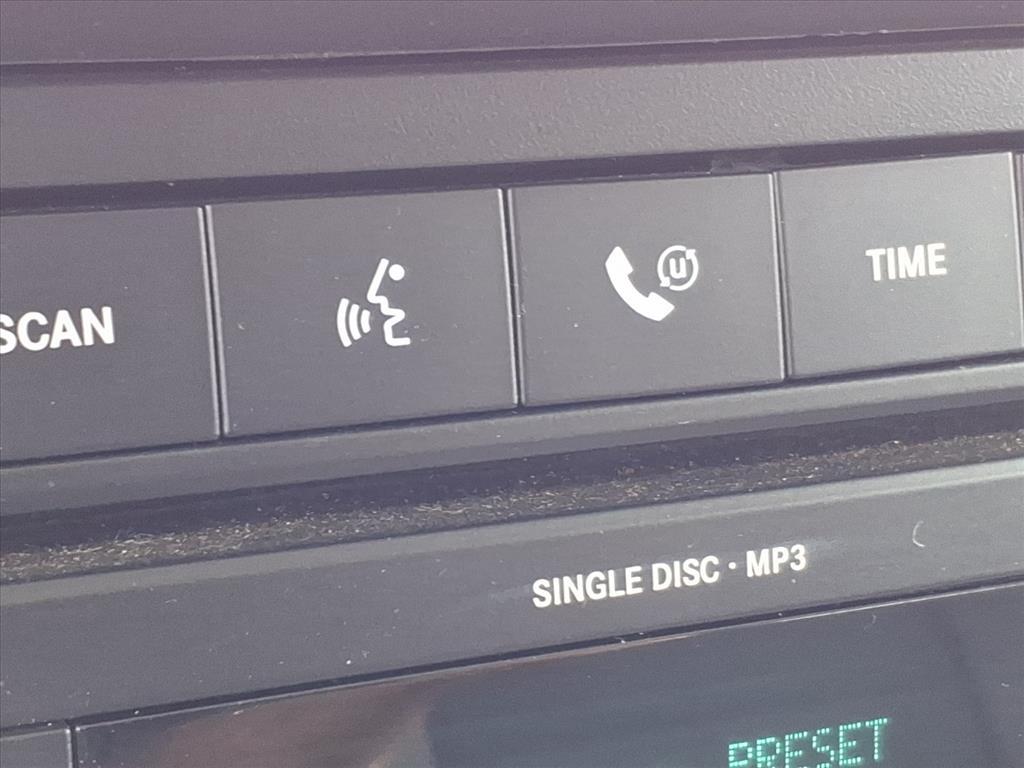 SCAN
U
TIME
SINGLE DISC · MP3
PRESET